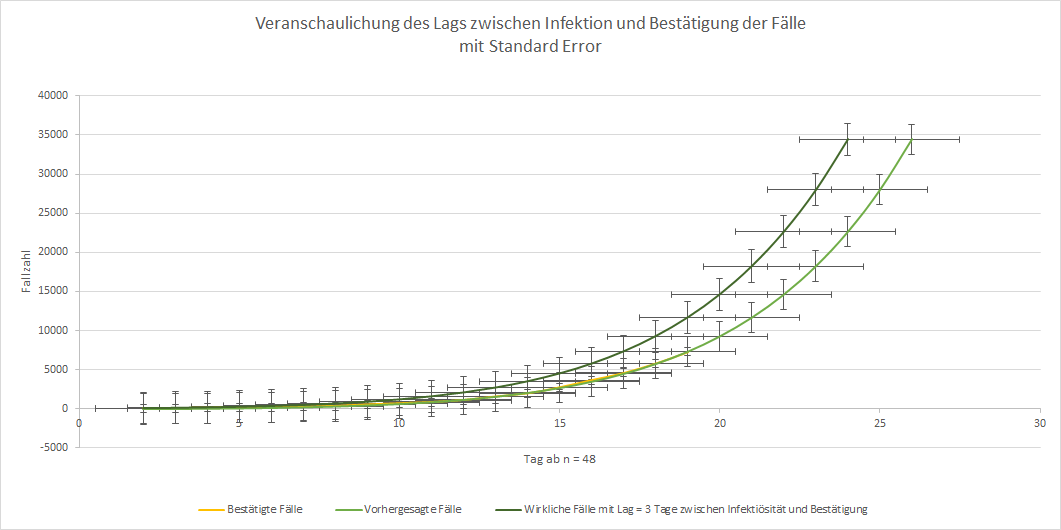 Veranschaulichung des Lags zwischen Infektion und Bestätigung der Fälle
mit Standard Error
40000
35000
30000
25000
20000
15000
10000
5000
0
-5000
Fallzahl
0 5 10 15 20 25 30
Tag ab n = 48
Bestätigte Fälle Vorhergesagte Fälle Wirkliche Fälle mit Lag = 3 Tage zwischen Infektiösität und Bestätigung